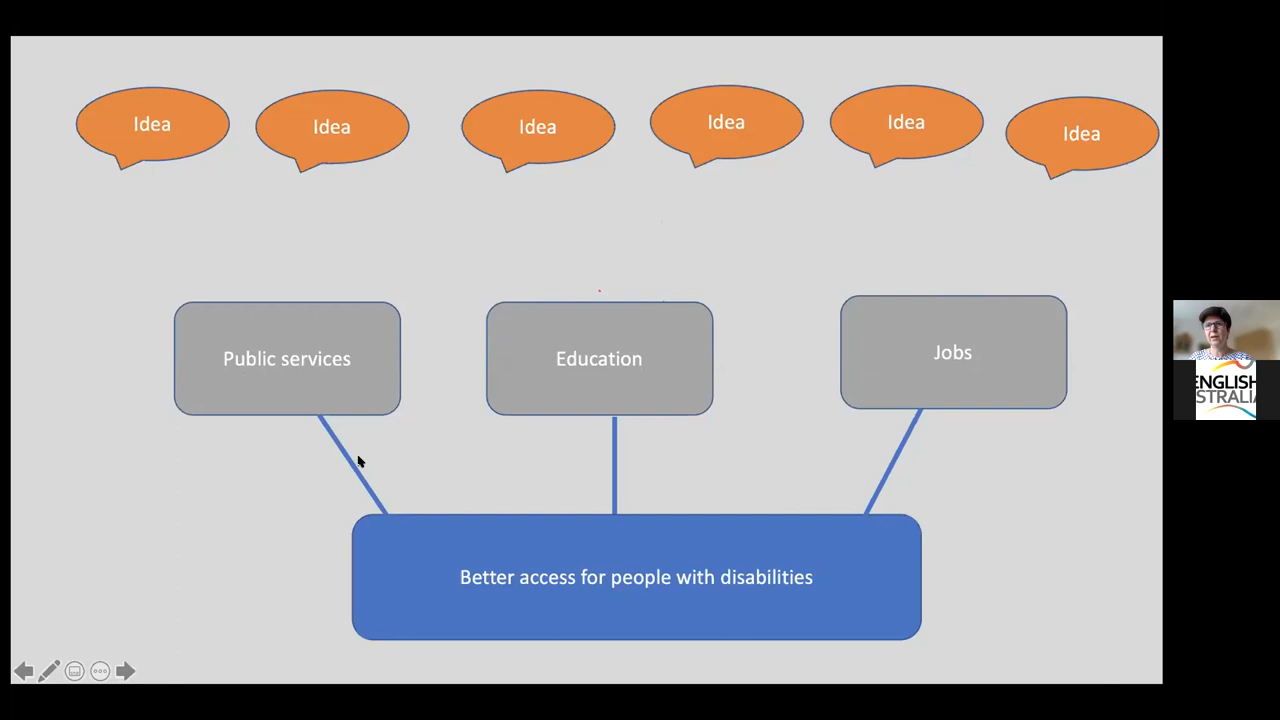 Idea
Idea
Idea
Idea
Idea
Idea
Public services
Education
Jobs
Better access for people with disabilities
ENGLISH
STRALIA